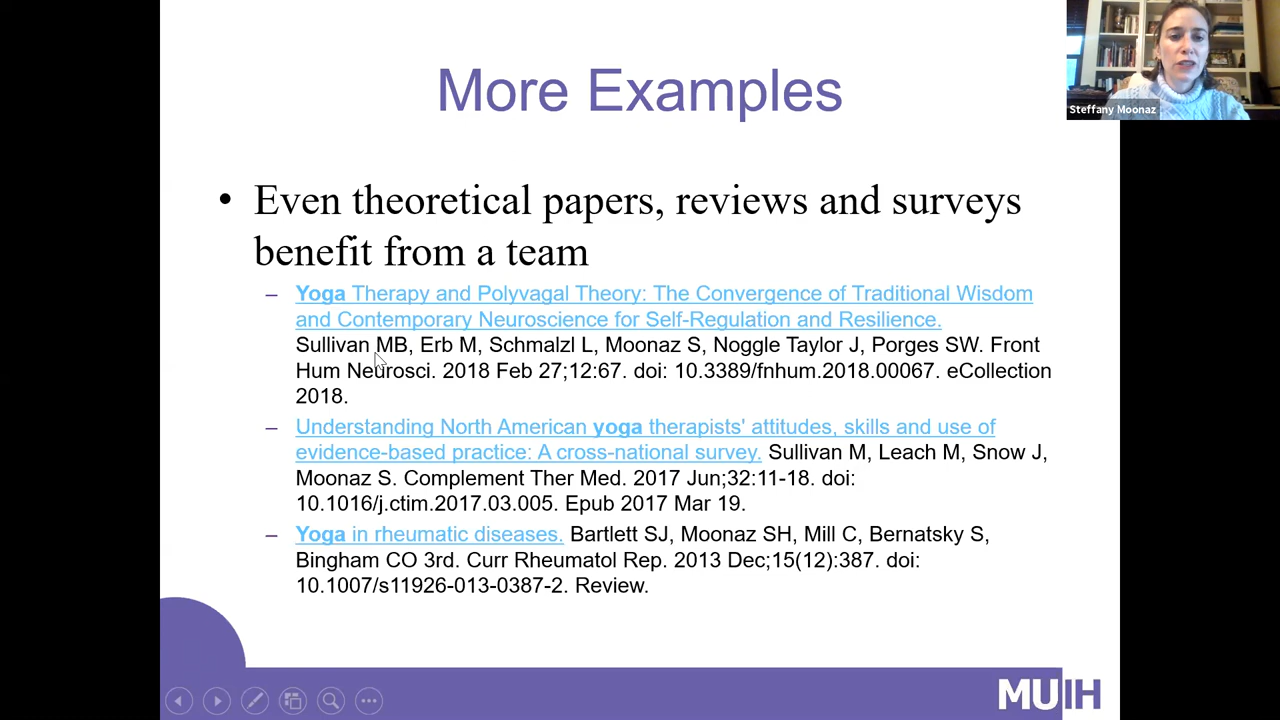 More Examples
Steffany Moonaz
• Even theoretical papers, reviews and surveys
benefit from a team
– Yoga Therapy and Polyvagal Theory: The Convergence of Traditional Wisdom
and Contemporary Neuroscience for Self-Regulation and Resilience.
Sullivan MB, Erb M, Schmalzl L, Moonaz S, Noggle Taylor J, Porges SW. Front
Hum Neurosci. 2018 Feb 27;12:67. doi: 10.3389/fnhum.2018.00067. eCollection
2018.
– Understanding North American yoga therapists' attitudes, skills and use of
evidence-based practice: A cross-national survey. Sullivan M, Leach M, Snow J,
Moonaz S. Complement Ther Med. 2017 Jun;32:11-18. doi:
10.1016/j.ctim.2017.03.005. Epub 2017 Mar 19.
– Yoga in rheumatic diseases. Bartlett SJ, Moonaz SH, Mill C, Bernatsky S,
Bingham CO 3rd. Curr Rheumatol Rep. 2013 Dec;15(12):387. doi:
10.1007/s11926-013-0387-2. Review.
MUIH